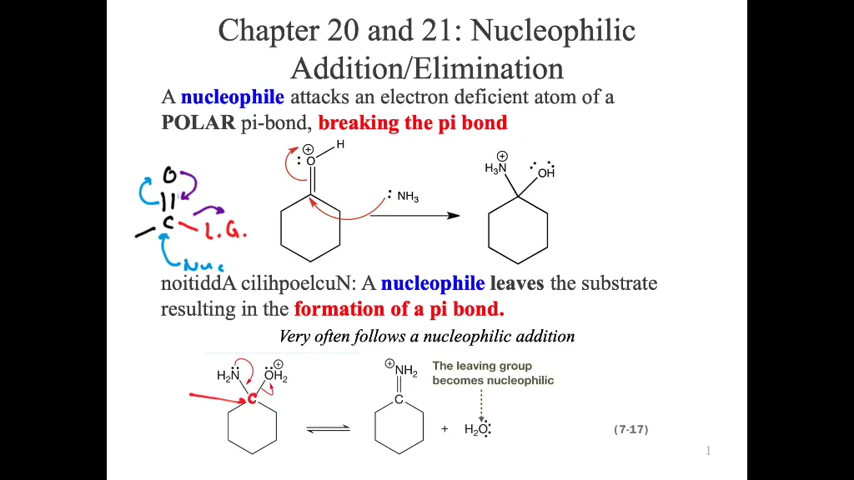 Chapter 20 and 21: Nucleophilic
Addition/Elimination
A nucleophile attacks an electron deficient atom of a
POLAR pi-bond, breaking the pi bond
H
⊕
:O
:NH3
⊕
H3N
OH
O
C
L.G.
Nuc
noitiddA cilihpoelcuN: A nucleophile leaves the substrate
resulting in the formation of a pi bond.
Very often follows a nucleophilic addition
H2N
⊕
OH2
C
⊕NH2
C
The leaving group
becomes nucleophilic
+
H2O:
(7-17)
1